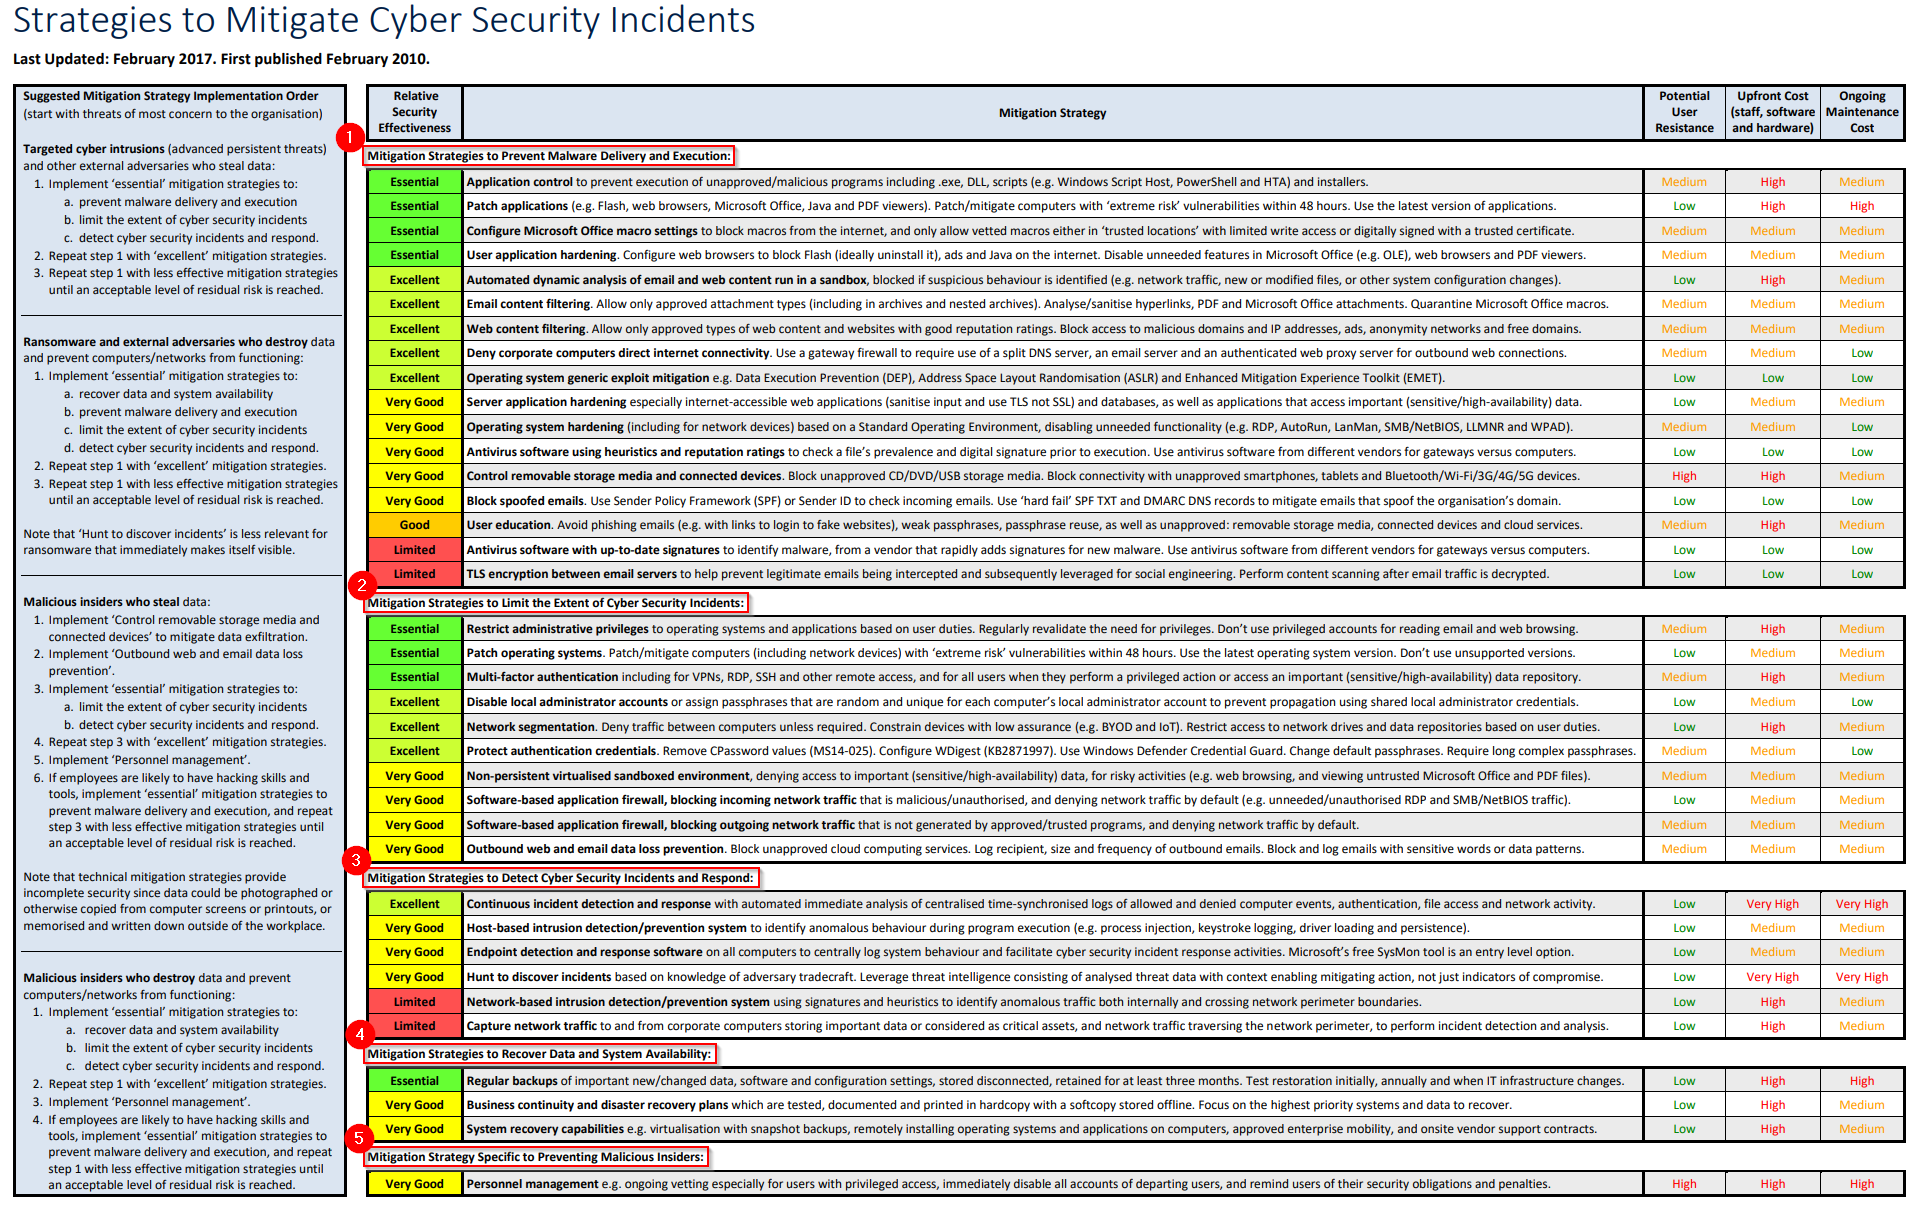 Strategies to Mitigate Cyber Security Incidents
Last Updated: February 2017. First published February 2010.
Suggested Mitigation Strategy Implementation Order
(start with threats of most concern to the organisation)
Targeted cyber intrusions (advanced persistent threats)
and other external adversaries who steal data:
1. Implement ‘essential’ mitigation strategies to:
a. prevent malware delivery and execution
b. limit the extent of cyber security incidents
c. detect cyber security incidents and respond.
2. Repeat step 1 with ‘excellent’ mitigation strategies.
3. Repeat step 1 with less effective mitigation strategies
until an acceptable level of residual risk is reached.
Ransomware and external adversaries who destroy data
and prevent computers/networks from functioning:
1. Implement ‘essential’ mitigation strategies to:
a. recover data and system availability
b. prevent malware delivery and execution
c. limit the extent of cyber security incidents
d. detect cyber security incidents and respond.
2. Repeat step 1 with ‘excellent’ mitigation strategies.
3. Repeat step 1 with less effective mitigation strategies
until an acceptable level of residual risk is reached.
Note that ‘Hunt to discover incidents’ is less relevant for
ransomware that immediately makes itself visible.
Malicious insiders who steal data:
1. Implement ‘Control removable storage media and
connected devices’ to mitigate data exfiltration.
2. Implement ‘Outbound web and email data loss
prevention’.
3. Implement ‘essential’ mitigation strategies to:
a. limit the extent of cyber security incidents
b. detect cyber security incidents and respond.
4. Repeat step 3 with ‘excellent’ mitigation strategies.
5. Implement ‘Personnel management’.
6. If employees are likely to have hacking skills and
tools, implement ‘essential’ mitigation strategies to
prevent malware delivery and execution, and repeat
step 3 with less effective mitigation strategies until
an acceptable level of residual risk is reached.
Note that technical mitigation strategies provide
incomplete security since data could be photographed or
otherwise copied from computer screens or printouts, or
memorised and written down outside of the workplace.
Malicious insiders who destroy data and prevent
computers/networks from functioning:
1. Implement ‘essential’ mitigation strategies to:
a. recover data and system availability
b. limit the extent of cyber security incidents
c. detect cyber security incidents and respond.
2. Repeat step 1 with ‘excellent’ mitigation strategies.
3. Implement ‘Personnel management’.
4. If employees are likely to have hacking skills and
tools, implement ‘essential’ mitigation strategies to
prevent malware delivery and execution, and repeat
step 1 with less effective mitigation strategies until
an acceptable level of residual risk is reached.
Relative Security Effectiveness Mitigation Strategy Potential User Resistance Upfront Cost (staff, software and hardware) Ongoing Maintenance Cost
1
Mitigation Strategies to Prevent Malware Delivery and Execution:
Essential Application control to prevent execution of unapproved/malicious programs including .exe, DLL, scripts (e.g. Windows Script Host, PowerShell and HTA) and installers. Medium High Medium
Essential Patch applications (e.g. Flash, web browsers, Microsoft Office, Java and PDF viewers). Patch/mitigate computers with ‘extreme risk’ vulnerabilities within 48 hours. Use the latest version of applications. Low High High
Essential Configure Microsoft Office macro settings to block macros from the internet, and only allow vetted macros either in ‘trusted locations’ with limited write access or digitally signed with a trusted certificate. Medium Medium Medium
Essential User application hardening. Configure web browsers to block Flash (ideally uninstall it), ads and Java on the internet. Disable unneeded features in Microsoft Office (e.g. OLE), web browsers and PDF viewers. Medium Medium Medium
Excellent Automated dynamic analysis of email and web content run in a sandbox, blocked if suspicious behaviour is identified (e.g. network traffic, new or modified files, or other system configuration changes). Low High Medium
Excellent Email content filtering. Allow only approved attachment types (including in archives and nested archives). Analyse/sanitise hyperlinks, PDF and Microsoft Office attachments. Quarantine Microsoft Office macros. Medium Medium Medium
Excellent Web content filtering. Allow only approved types of web content and websites with good reputation ratings. Block access to malicious domains and IP addresses, ads, anonymity networks and free domains. Medium Medium Medium
Excellent Deny corporate computers direct internet connectivity. Use a gateway firewall to require use of a split DNS server, an email server and an authenticated web proxy server for outbound web connections. Medium Medium Low
Excellent Operating system generic exploit mitigation e.g. Data Execution Prevention (DEP), Address Space Layout Randomisation (ASLR) and Enhanced Mitigation Experience Toolkit (EMET). Low Low Low
Very Good Server application hardening especially internet-accessible web applications (sanitise input and use TLS not SSL) and databases, as well as applications that access important (sensitive/high-availability) data. Low Medium Medium
Very Good Operating system hardening (including for network devices) based on a Standard Operating Environment, disabling unneeded functionality (e.g. RDP, AutoRun, LanMan, SMB/NetBIOS, LLMNR and WPAD). Medium Medium Low
Very Good Antivirus software using heuristics and reputation ratings to check a file’s prevalence and digital signature prior to execution. Use antivirus software from different vendors for gateways versus computers. Low Low Low
Very Good Control removable storage media and connected devices. Block unapproved CD/DVD/USB storage media. Block connectivity with unapproved smartphones, tablets and Bluetooth/Wi-Fi/3G/4G/5G devices. High High Medium
Very Good Block spoofed emails. Use Sender Policy Framework (SPF) or Sender ID to check incoming emails. Use ‘hard fail’ SPF TXT and DMARC DNS records to mitigate emails that spoof the organisation’s domain. Low Low Low
Good User education. Avoid phishing emails (e.g. with links to login to fake websites), weak passphrases, passphrase reuse, as well as unapproved: removable storage media, connected devices and cloud services. Medium High Medium
Limited Antivirus software with up-to-date signatures to identify malware, from a vendor that rapidly adds signatures for new malware. Use antivirus software from different vendors for gateways versus computers. Low Low Low
Limited TLS encryption between email servers to help prevent legitimate emails being intercepted and subsequently leveraged for social engineering. Perform content scanning after email traffic is decrypted. Low Low Low
2
Mitigation Strategies to Limit the Extent of Cyber Security Incidents:
Essential Restrict administrative privileges to operating systems and applications based on user duties. Regularly revalidate the need for privileges. Don’t use privileged accounts for reading email and web browsing. Medium High Medium
Essential Patch operating systems. Patch/mitigate computers (including network devices) with ‘extreme risk’ vulnerabilities within 48 hours. Use the latest operating system version. Don’t use unsupported versions. Low Medium Medium
Essential Multi-factor authentication including for VPNs, RDP, SSH and other remote access, and for all users when they perform a privileged action or access an important (sensitive/high-availability) data repository. Medium High Medium
Excellent Disable local administrator accounts or assign passphrases that are random and unique for each computer’s local administrator account to prevent propagation using shared local administrator credentials. Low Medium Low
Excellent Network segmentation. Deny traffic between computers unless required. Constrain devices with low assurance (e.g. BYOD and IoT). Restrict access to network drives and data repositories based on user duties. Low High Medium
Excellent Protect authentication credentials. Remove CPassword values (MS14-025). Configure WDigest (KB2871997). Use Windows Defender Credential Guard. Change default passphrases. Require long complex passphrases. Medium Medium Low
Very Good Non-persistent virtualised sandboxed environment, denying access to important (sensitive/high-availability) data, for risky activities (e.g. web browsing, and viewing untrusted Microsoft Office and PDF files). Medium Medium Medium
Very Good Software-based application firewall, blocking incoming network traffic that is malicious/unauthorised, and denying network traffic by default (e.g. unneeded/unauthorised RDP and SMB/NetBIOS traffic). Low Medium Medium
Very Good Software-based application firewall, blocking outgoing network traffic that is not generated by approved/trusted programs, and denying network traffic by default. Medium Medium Medium
Very Good Outbound web and email data loss prevention. Block unapproved cloud computing services. Log recipient, size and frequency of outbound emails. Block and log emails with sensitive words or data patterns. Medium Medium Medium
3
Mitigation Strategies to Detect Cyber Security Incidents and Respond:
Excellent Continuous incident detection and response with automated immediate analysis of centralised time-synchronised logs of allowed and denied computer events, authentication, file access and network activity. Low Very High Very High
Very Good Host-based intrusion detection/prevention system to identify anomalous behaviour during program execution (e.g. process injection, keystroke logging, driver loading and persistence). Low Medium Medium
Very Good Endpoint detection and response software on all computers to centrally log system behaviour and facilitate cyber security incident response activities. Microsoft’s free SysMon tool is an entry level option. Low Medium Medium
Very Good Hunt to discover incidents based on knowledge of adversary tradecraft. Leverage threat intelligence consisting of analysed threat data with context enabling mitigating action, not just indicators of compromise. Low Very High Very High
Limited Network-based intrusion detection/prevention system using signatures and heuristics to identify anomalous traffic both internally and crossing network perimeter boundaries. Low High Medium
Limited Capture network traffic to and from corporate computers storing important data or considered as critical assets, and network traffic traversing the network perimeter, to perform incident detection and analysis. Low High Medium
4
Mitigation Strategies to Recover Data and System Availability:
Essential Regular backups of important new/changed data, software and configuration settings, stored disconnected, retained for at least three months. Test restoration initially, annually and when IT infrastructure changes. Low High High
Very Good Business continuity and disaster recovery plans which are tested, documented and printed in hardcopy with a softcopy stored offline. Focus on the highest priority systems and data to recover. Low High Medium
Very Good System recovery capabilities e.g. virtualisation with snapshot backups, remotely installing operating systems and applications on computers, approved enterprise mobility, and onsite vendor support contracts. Low High Medium
5
Mitigation Strategy Specific to Preventing Malicious Insiders:
Very Good Personnel management e.g. ongoing vetting especially for users with privileged access, immediately disable all accounts of departing users, and remind users of their security obligations and penalties. High High High